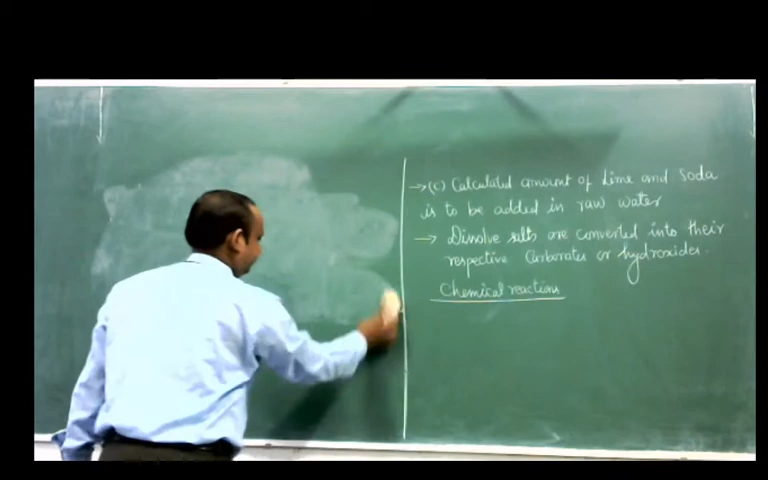 →(c) Calculated amount of Lime and Soda
is to be added in raw water
→ Dissolve salts are converted into their
respective Carbonates or hydroxides.
Chemical reactions